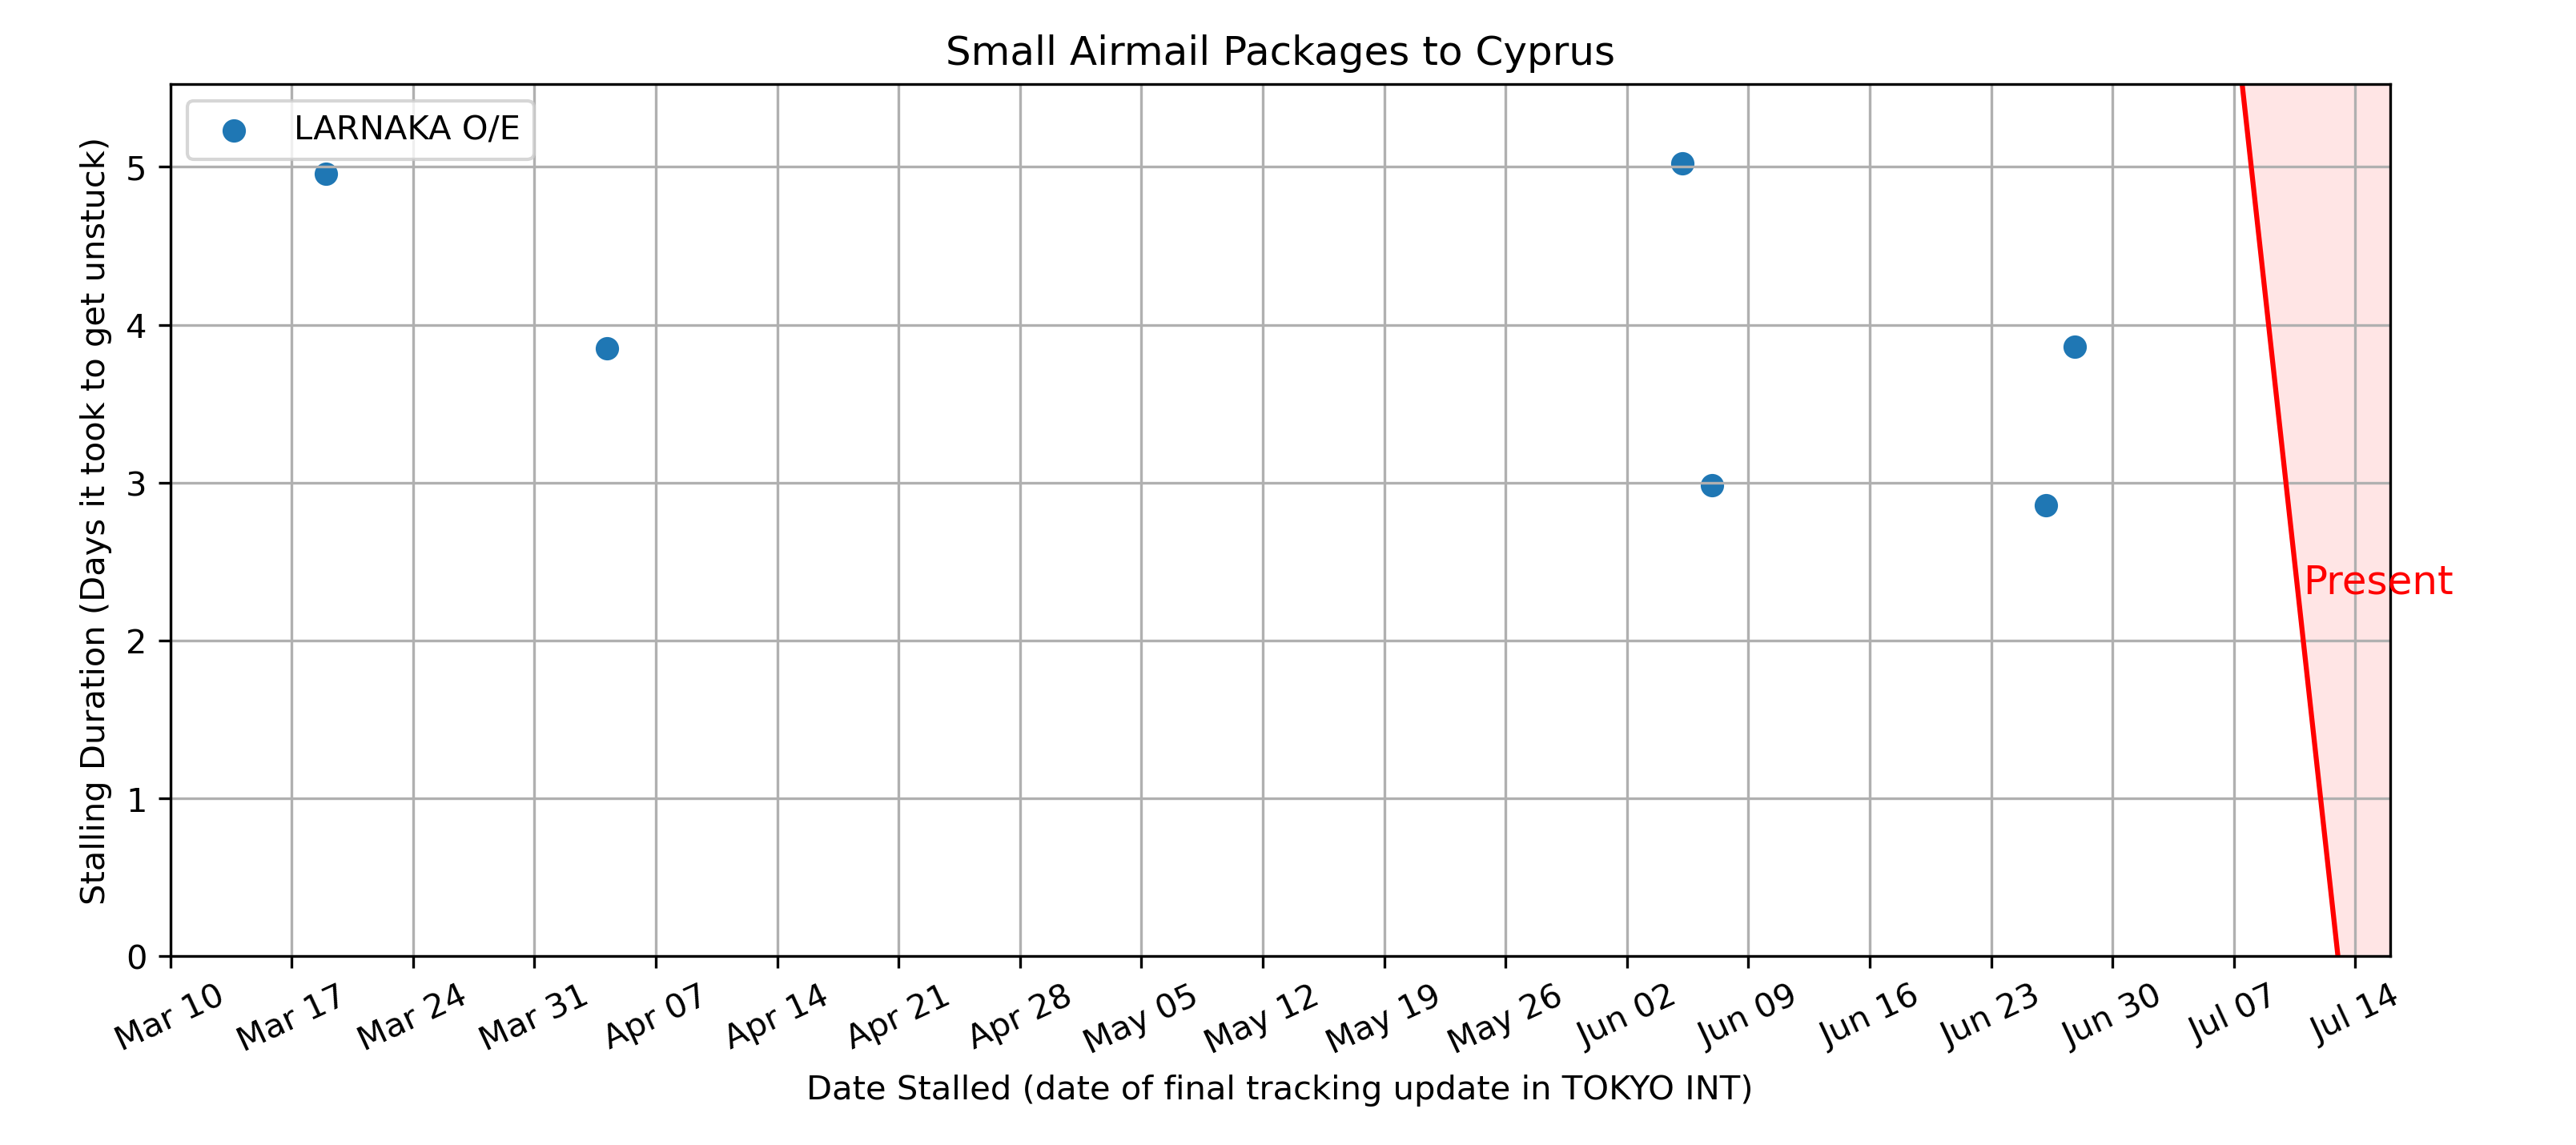 Small Airmail Packages to Cyprus
LARNAKA O/E
Stalling Duration (Days it took to get unstuck)
5
4
3
2
1
0
Present
Mar 10
Mar 17
Mar 24
Mar 31
Apr 07
Apr 14
Apr 21
Apr 28
May 05
May 12
May 19
May 26
Jun 02
Jun 09
Jun 16
Jun 23
Jun 30
Jul 07
Jul 14
Date Stalled (date of final tracking update in TOKYO INT)